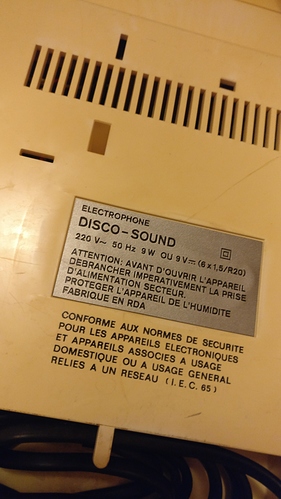 ELECTROPHONE
DISCO-SOUND
220 V~ 50 Hz 9 W OU 9 V⎓ (6 x 1,5/R20)
ATTENTION: AVANT D'OUVRIR L'APPAREIL
DEBRANCHER IMPERATIVEMENT LA PRISE
D'ALIMENTATION SECTEUR.
PROTEGER L'APPAREIL DE L'HUMIDITE
FABRIQUE EN RDA
CONFORME AUX NORMES DE SECURITE
POUR LES APPAREILS ELECTRONIQUES
ET APPAREILS ASSOCIES A USAGE
DOMESTIQUE OU A USAGE GENERAL
RELIES A UN RESEAU (I.E.C. 65)